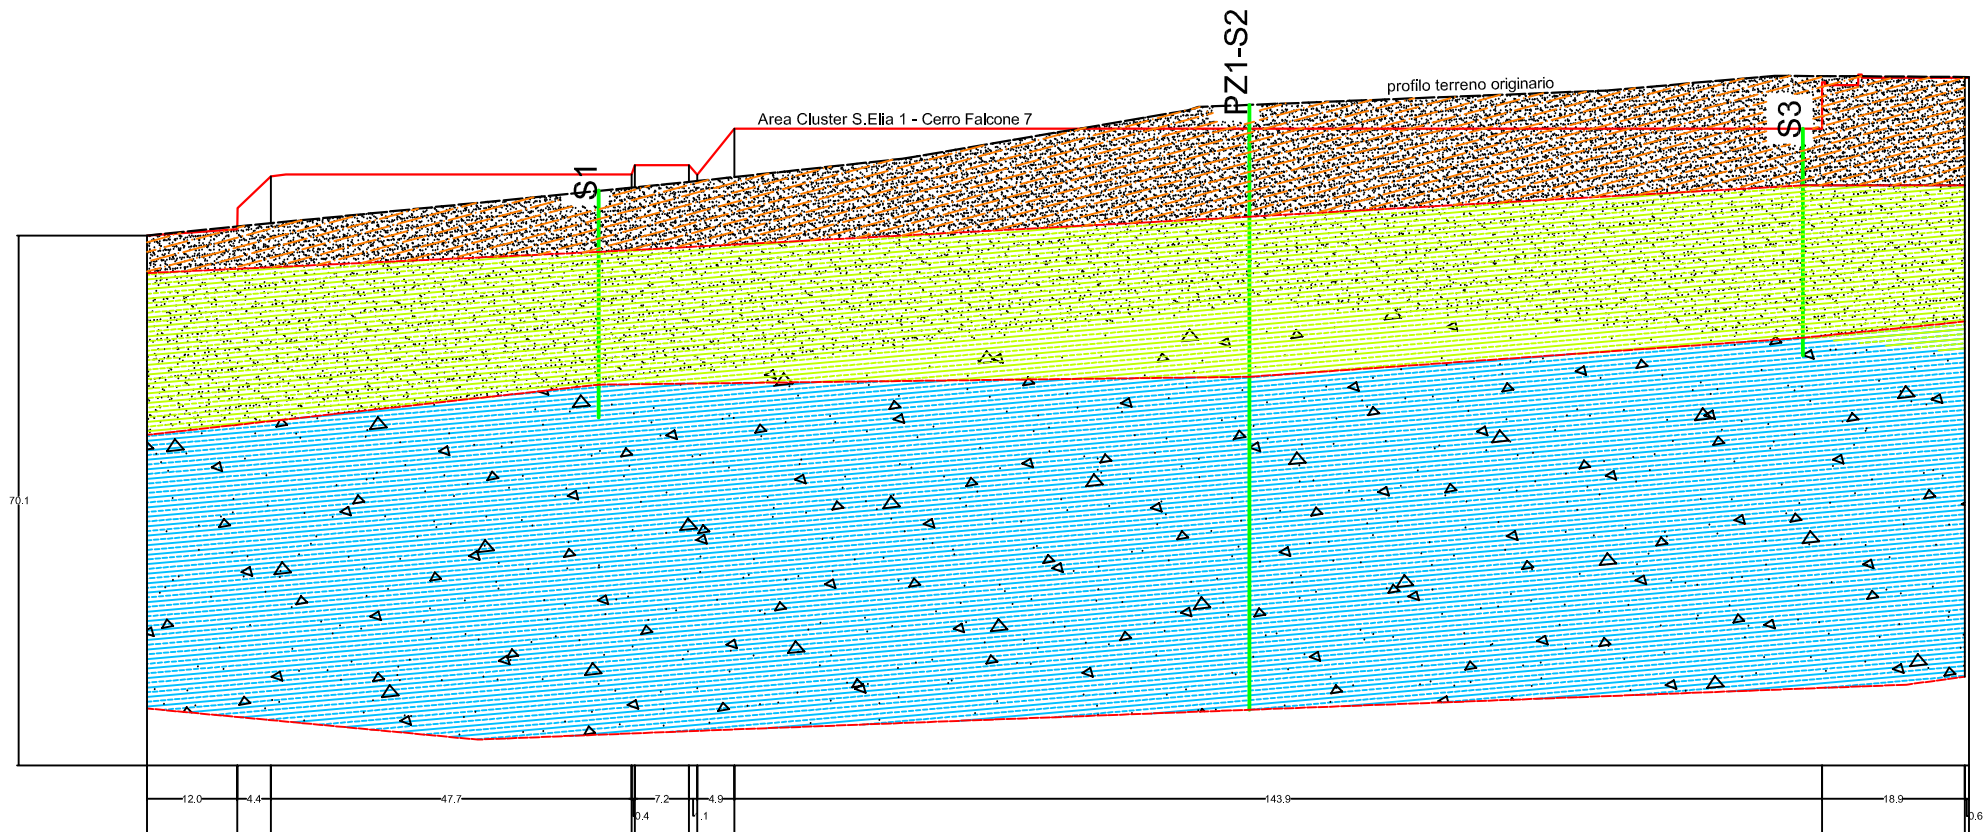 PZ1-S2
profilo terreno originario
Area Cluster S.Elia 1 - Cerro Falcone 7
S3
S1
70.1
12.0
4.4
47.7
0.4
7.2
1.1
4.9
143.9
18.9
0.6